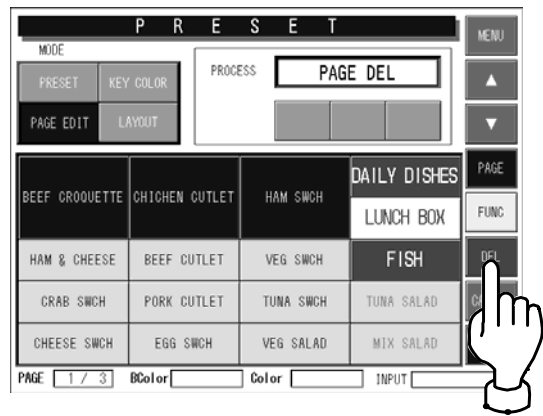 PRESET
MENU
MODE
PRESET KEY COLOR
PROCESS PAGE DEL
PAGE EDIT LAYOUT
PAGE
BEEF CROQUETTE CHICHEN CUTLET HAM SWCH DAILY DISHES
LUNCH BOX
FUNC
HAM & CHEESE BEEF CUTLET VEG SWCH FISH
DEL
CRAB SWCH PORK CUTLET TUNA SWCH TUNA SALAD
CHEESE SWCH EGG SWCH VEG SALAD MIX SALAD
PAGE 1 / 3 BColor Color INPUT